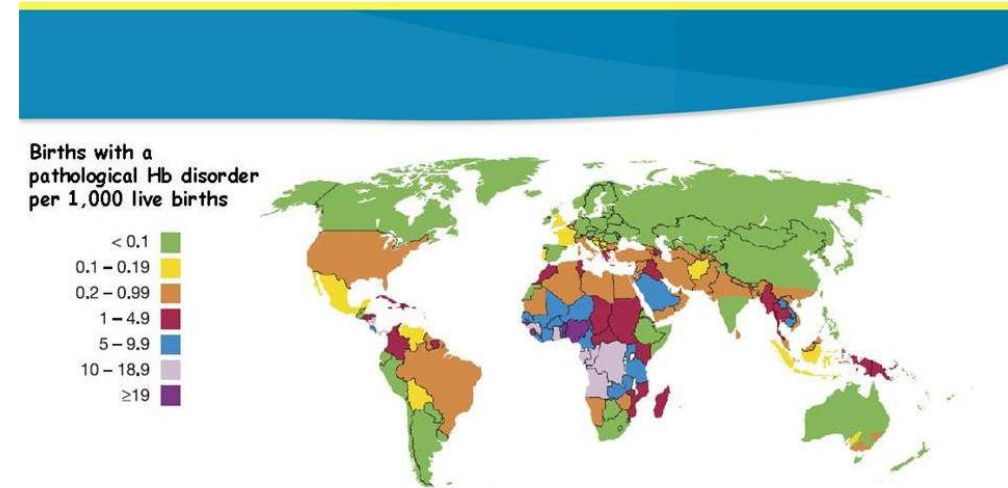 Births with a
pathological Hb disorder
per 1,000 live births
< 0.1
0.1 – 0.19
0.2 – 0.99
1 – 4.9
5 – 9.9
10 – 18.9
≥19